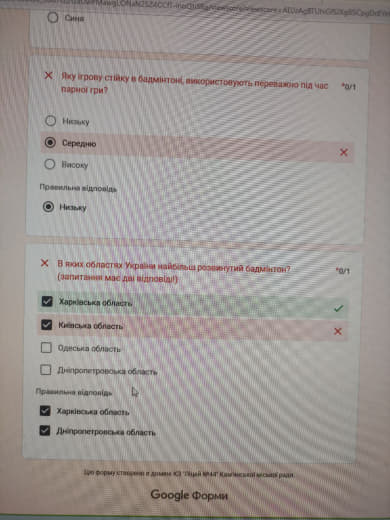 Синя
Яку ігрову стійку в бадмінтоні, використовують переважно під час
парної гри?
*0/1
Низьку
Середню
Високу
Правильна відповідь
Низьку
В яких областях України найбільш розвинутий бадмінтон?
(запитання має дві відповіді!)
*0/1
Харківська область
Київська область
Одеська область
Дніпропетровська область
Правильна відповідь
Харківська область
Дніпропетровська область
Цю форму створено в домені КЗ "Ліцей №44" Кам'янської міської ради.
Google Форми